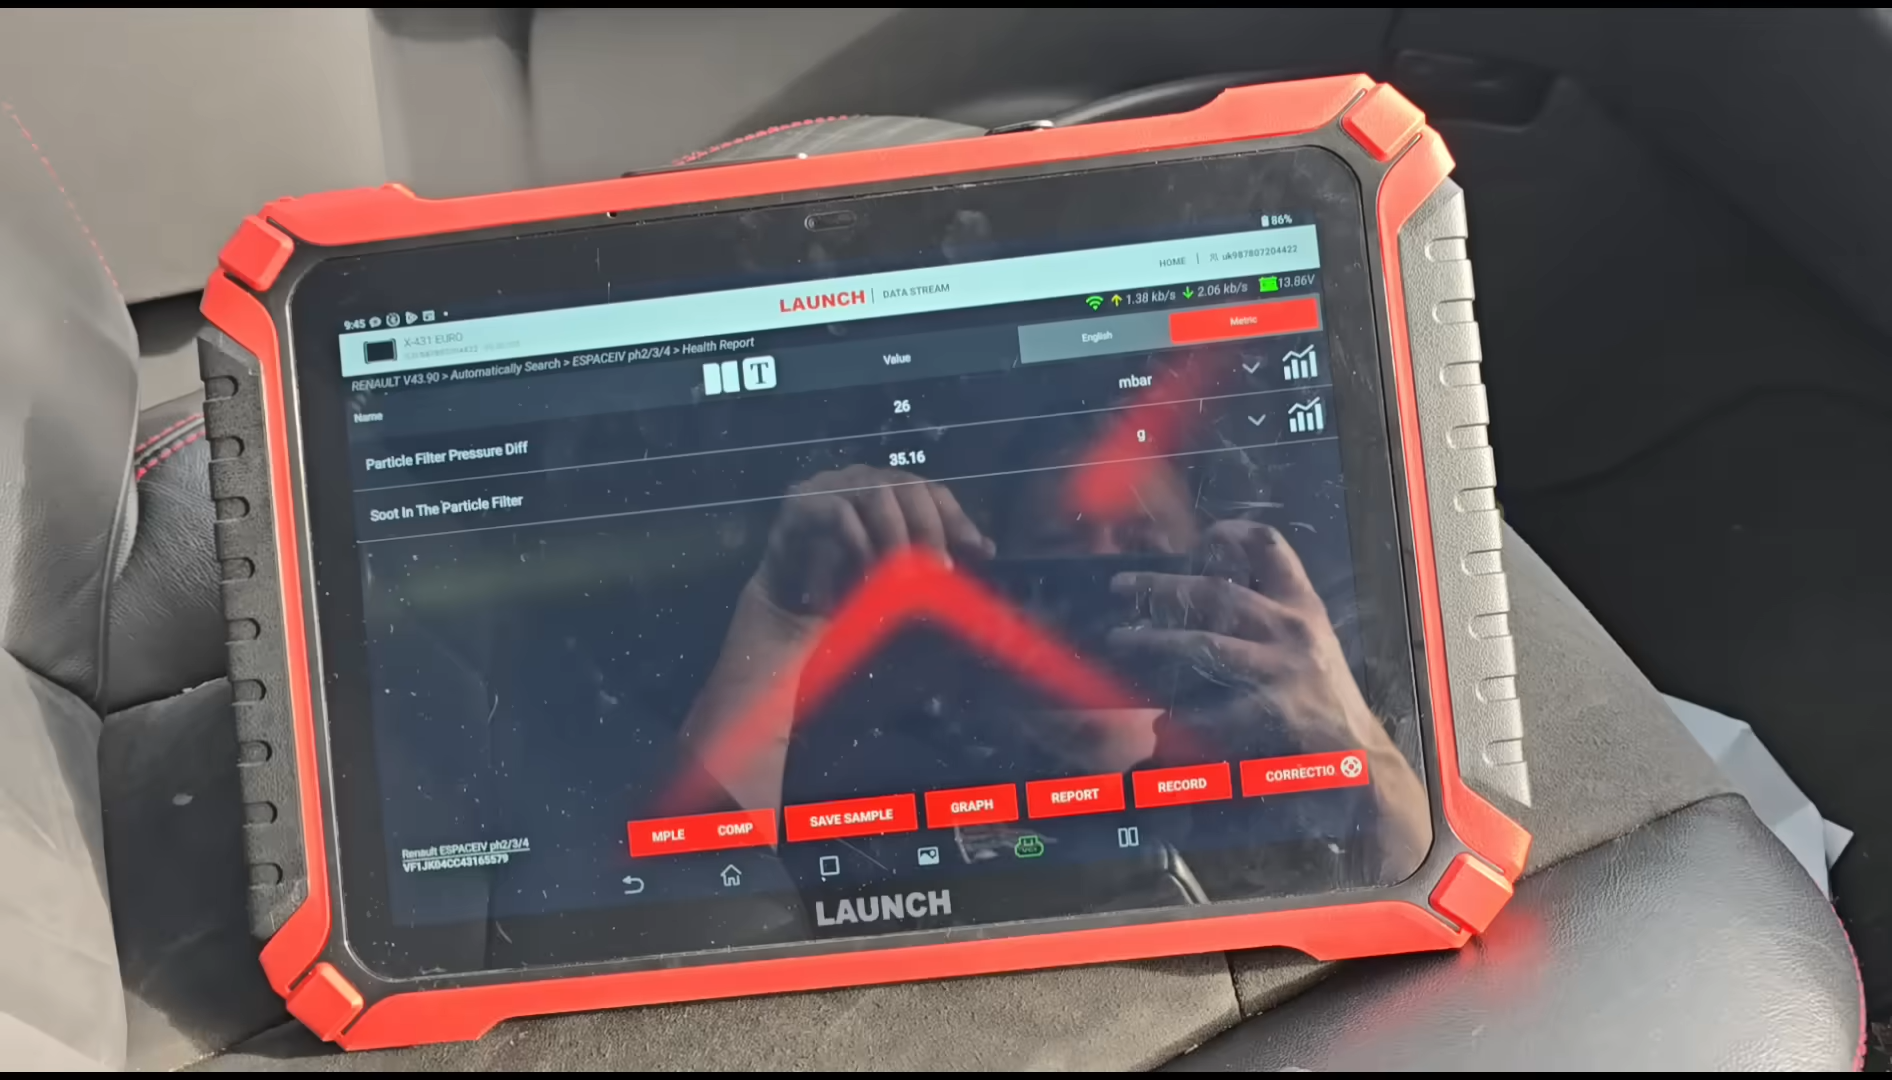 86%
9:45
LAUNCH DATA STREAM
HOME uk987807204422
X-431 EURO
1.38 kb/s 2.06 kb/s 13.86V
RENAULT V43.90 > Automatically Search > ESPACEIV ph2/3/4 > Health Report
English Metric
Name T Value
Particle Filter Pressure Diff 26 mbar
Soot In The Particle Filter 35.16 g
MPLE COMP SAVE SAMPLE GRAPH REPORT RECORD CORRECTIO
Renault ESPACEIV ph2/3/4
VF1JK04CC43165579
LAUNCH